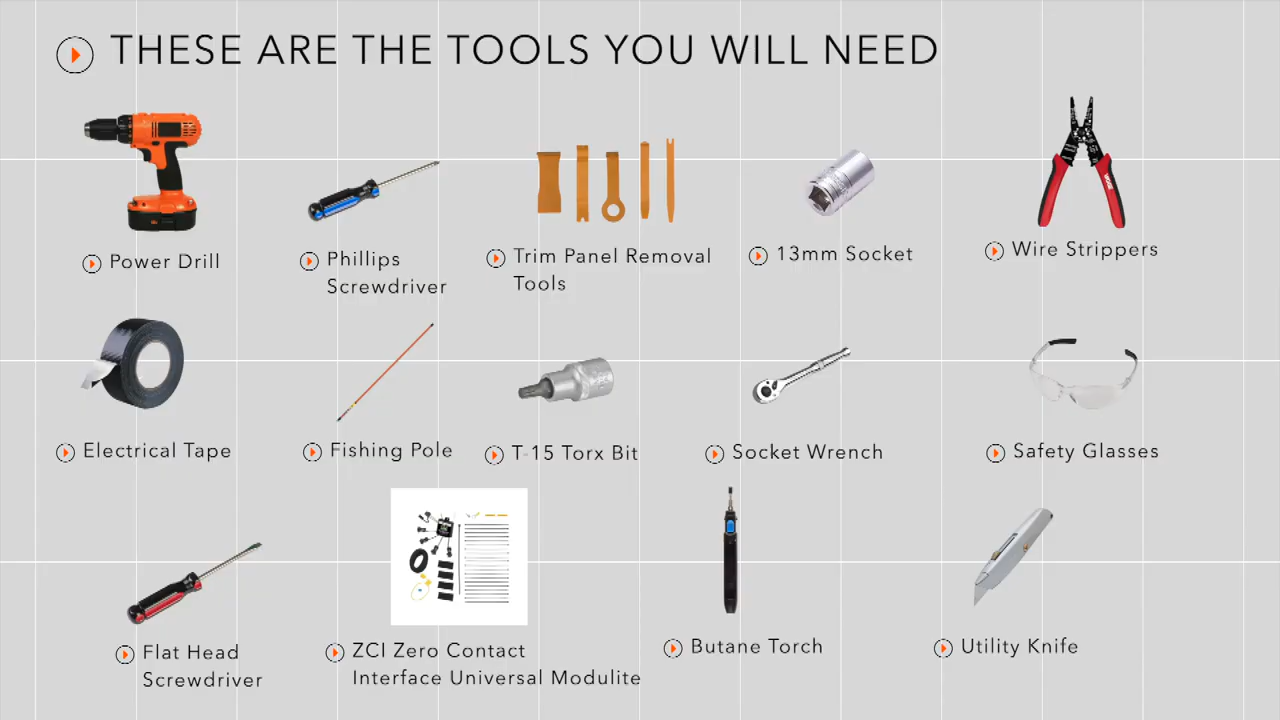 THESE ARE THE TOOLS YOU WILL NEED
Power Drill
Phillips
Screwdriver
Trim Panel Removal
Tools
13mm Socket
Wire Strippers
Electrical Tape
Fishing Pole
T-15 Torx Bit
Socket Wrench
Safety Glasses
Flat Head
Screwdriver
ZCI Zero Contact
Interface Universal Modulite
Butane Torch
Utility Knife